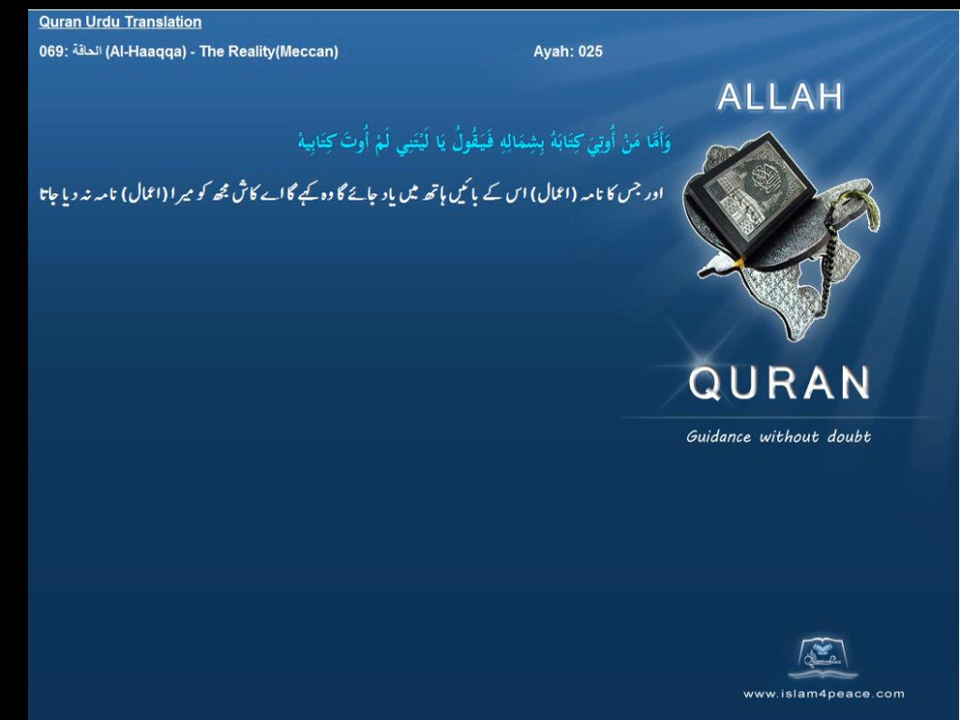 Quran Urdu Translation
069: الحاقة (Al-Haaqqa) - The Reality(Meccan) Ayah: 025
ALLAH
وَأَمَّا مَنْ أُوتِيَ كِتَابَهُ بِشِمَالِهِ فَيَقُولُ يَا لَيْتَنِي لَمْ أُوتَ كِتَابِيهْ
اور جس کا نامہ (اعمال) اس کے بائیں ہاتھ میں یاد جائے گا وہ کہے گا اے کاش مجھ کو میرا (اعمال) نامہ نہ دیا جاتا
QURAN
Guidance without doubt
www.islam4peace.com